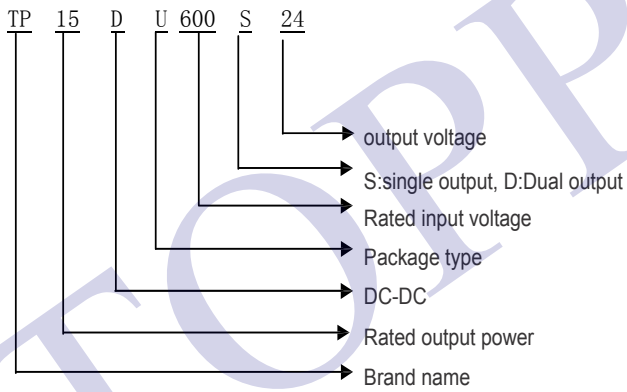 TP 15 D U 600 S 24
output voltage
S:single output, D:Dual output
Rated input voltage
Package type
DC-DC
Rated output power
Brand name
TOPP